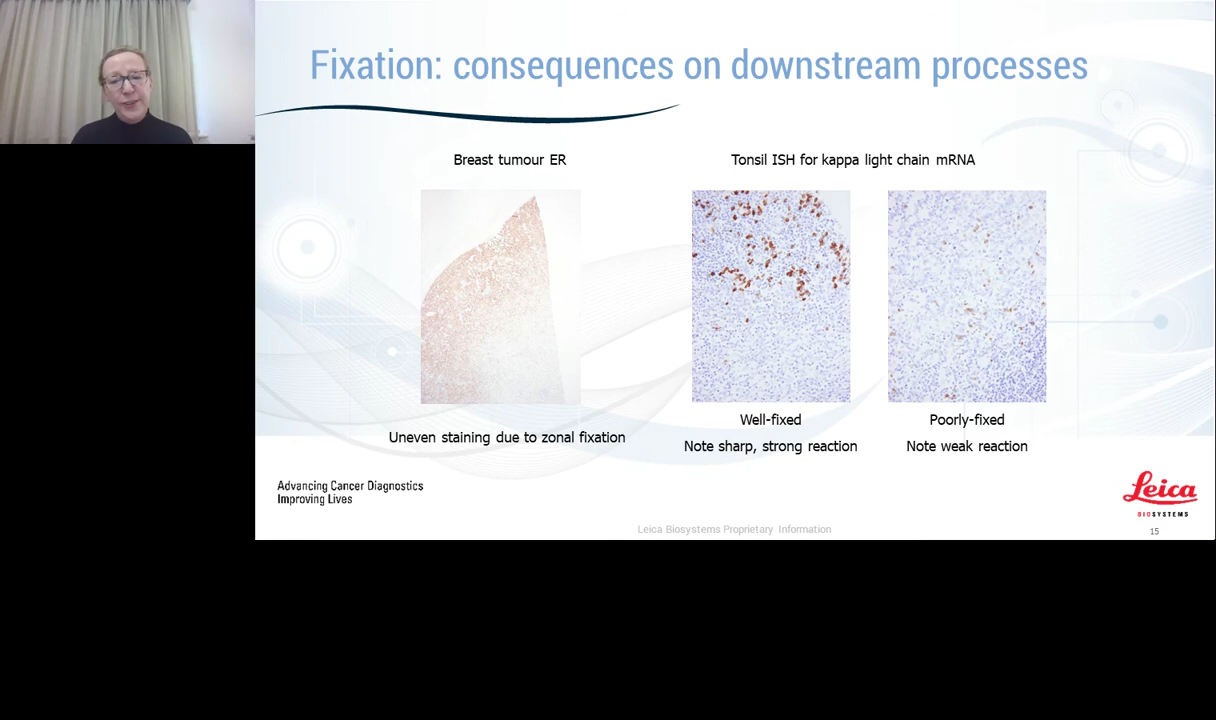 Fixation: consequences on downstream processes
Breast tumour ER
Tonsil ISH for kappa light chain mRNA
Uneven staining due to zonal fixation
Well-fixed
Note sharp, strong reaction
Poorly-fixed
Note weak reaction
Advancing Cancer Diagnostics
Improving Lives
Leica
BIOSYSTEMS
Leica Biosystems Proprietary Information
15